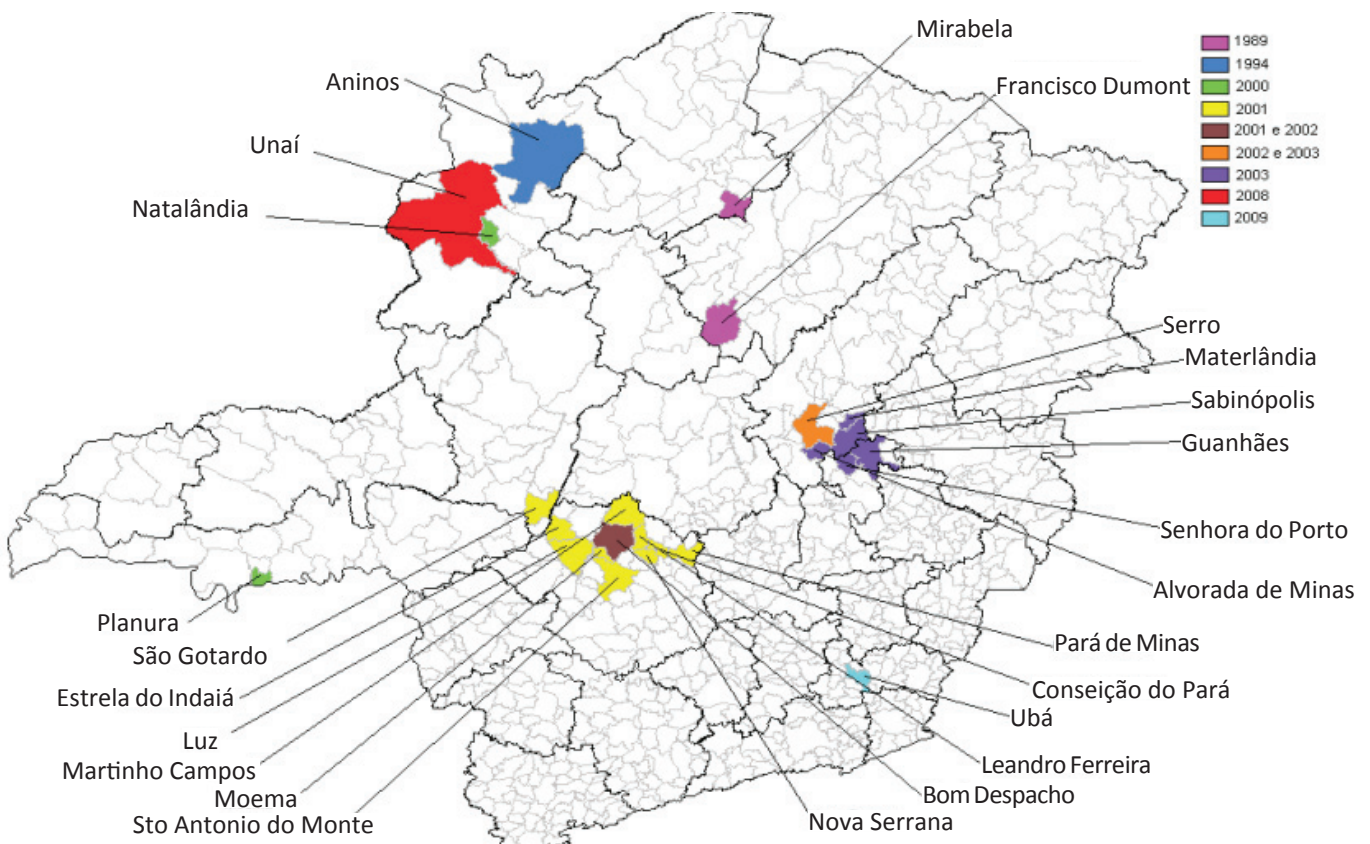 Mirabela
Francisco Dumont
Aninos
Unaí
Natalândia
1989
1994
2000
2001
2001 e 2002
2002 e 2003
2003
2008
2009
Serro
Materlândia
Sabinópolis
Guanhães
Senhora do Porto
Alvorada de Minas
Pará de Minas
Conseição do Pará
Ubá
Leandro Ferreira
Bom Despacho
Nova Serrana
Planura
São Gotardo
Estrela do Indaiá
Luz
Martinho Campos
Moema
Sto Antonio do Monte